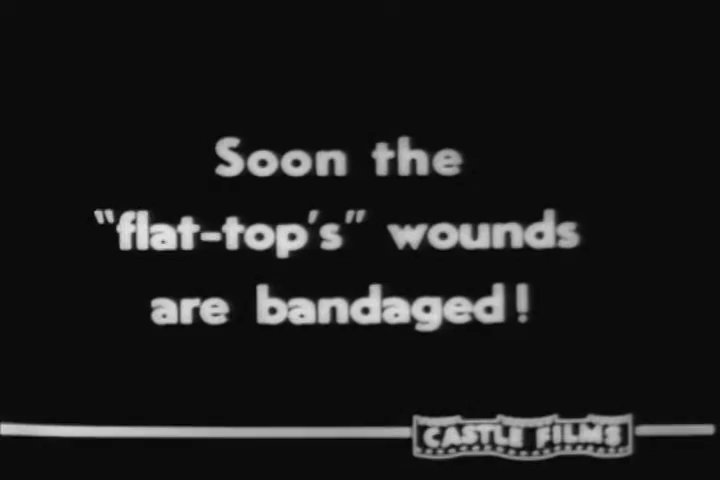 Soon the
"flat-top's" wounds
are bandaged!
CASTLE FILMS